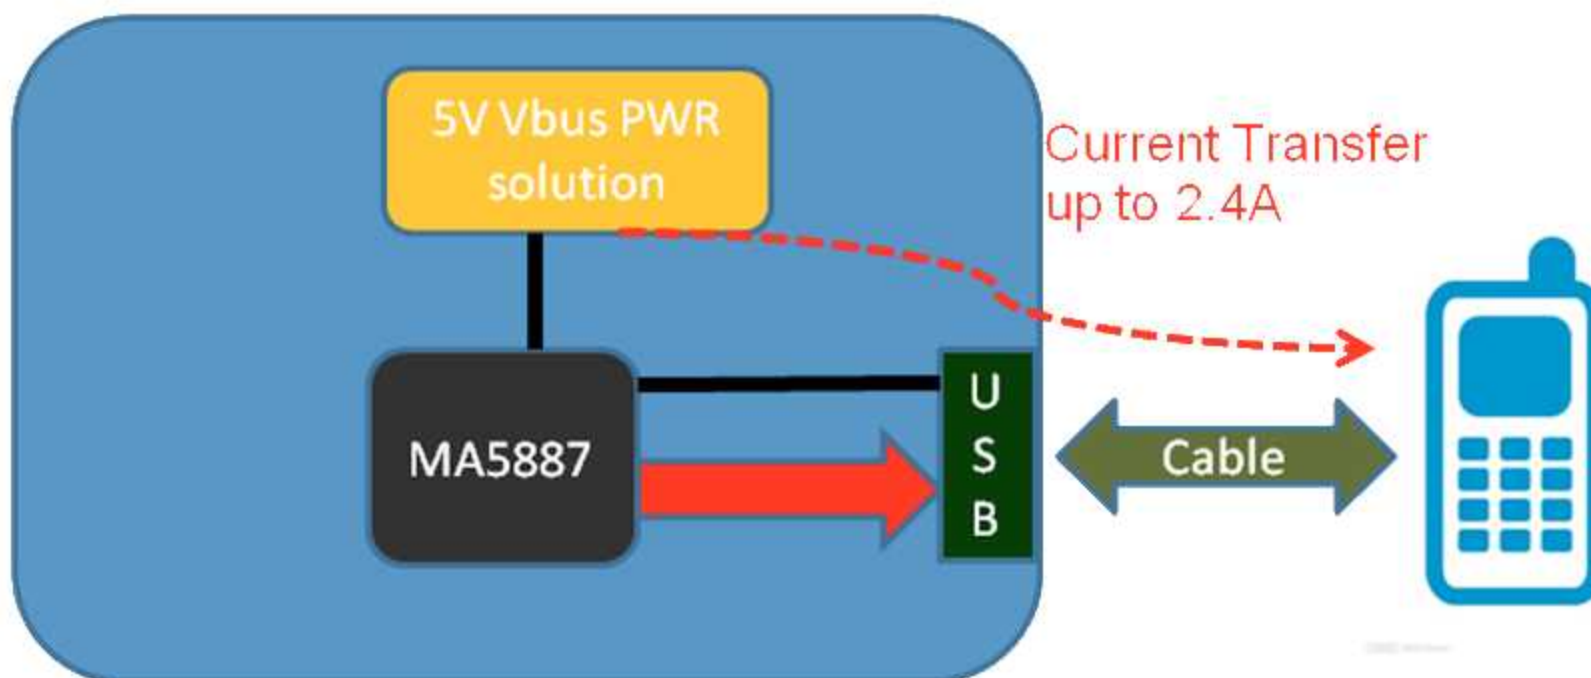 5V Vbus PWR
solution
Current Transfer
up to 2.4A
MA5887
U
S
B
Cable